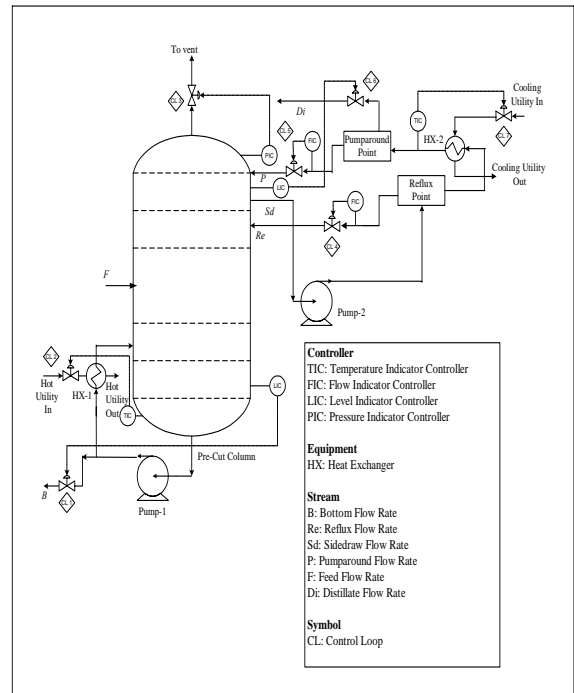 To vent
CL 3
PIC
CL 6
Di
CL 5
FIC
P
LIC
Sd
Re
Pumparound
Point
TIC
HX-2
Cooling
Utility In
CL 7
Cooling Utility
Out
Reflux
Point
FIC
CL 4
Pump-2
F
CL 2
Hot
Utility
In
HX-1
Hot
Utility
Out
TIC
LIC
Pre-Cut Column
B
CL 1
Pump-1
Controller
TIC: Temperature Indicator Controller
FIC: Flow Indicator Controller
LIC: Level Indicator Controller
PIC: Pressure Indicator Controller
Equipment
HX: Heat Exchanger
Stream
B: Bottom Flow Rate
Re: Reflux Flow Rate
Sd: Sidedraw Flow Rate
P: Pumparound Flow Rate
F: Feed Flow Rate
Di: Distillate Flow Rate
Symbol
CL: Control Loop